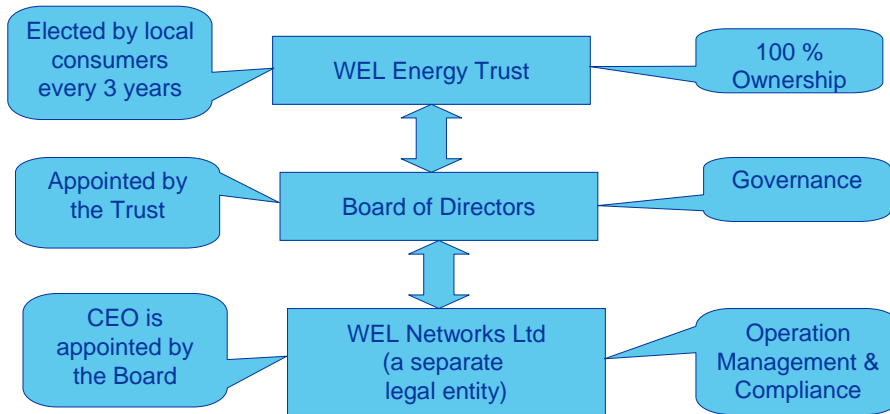 Elected by local
consumers
every 3 years
WEL Energy Trust
100 %
Ownership
Appointed by
the Trust
Board of Directors
Governance
CEO is
appointed by
the Board
WEL Networks Ltd
(a separate
legal entity)
Operation
Management &
Compliance